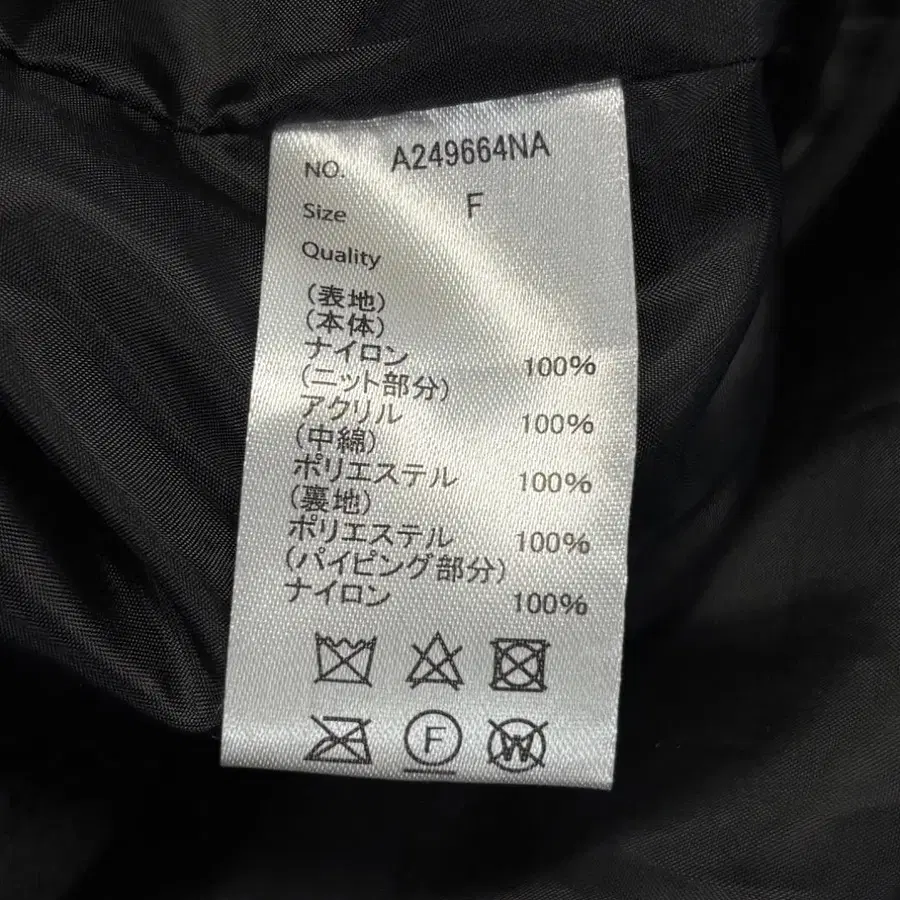 NO. A249664NA
Size F
Quality
(表地)
(本体)
ナイロン 100%
(ニット部分)
アクリル 100%
(中綿)
ポリエステル 100%
(裏地)
ポリエステル 100%
(パイピング部分)
ナイロン 100%
F W